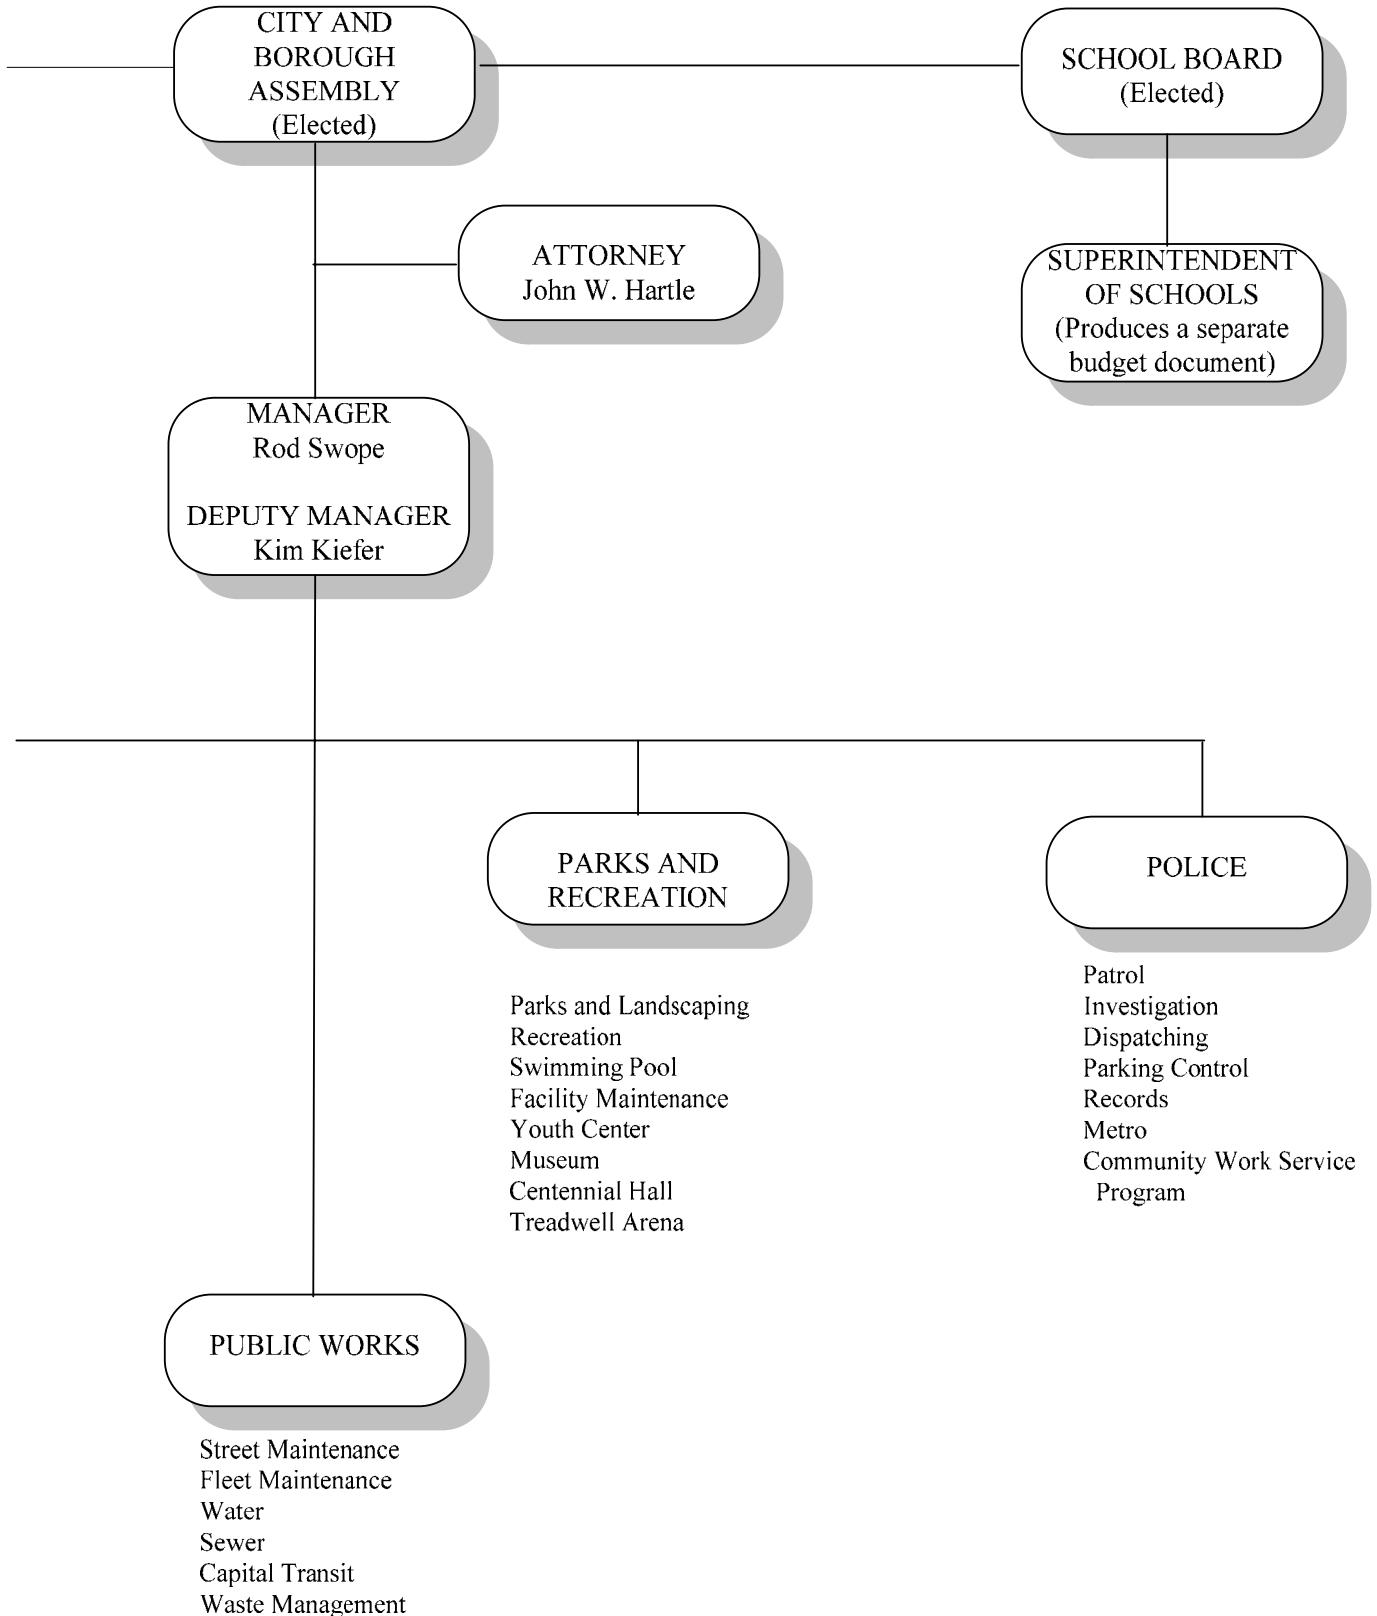 CITY AND
BOROUGH
ASSEMBLY
(Elected)
SCHOOL BOARD
(Elected)
ATTORNEY
John W. Hartle
SUPERINTENDENT
OF SCHOOLS
(Produces a separate
budget document)
MANAGER
Rod Swope
DEPUTY MANAGER
Kim Kiefer
PARKS AND
RECREATION
Parks and Landscaping
Recreation
Swimming Pool
Facility Maintenance
Youth Center
Museum
Centennial Hall
Treadwell Arena
POLICE
Patrol
Investigation
Dispatching
Parking Control
Records
Metro
Community Work Service
Program
PUBLIC WORKS
Street Maintenance
Fleet Maintenance
Water
Sewer
Capital Transit
Waste Management